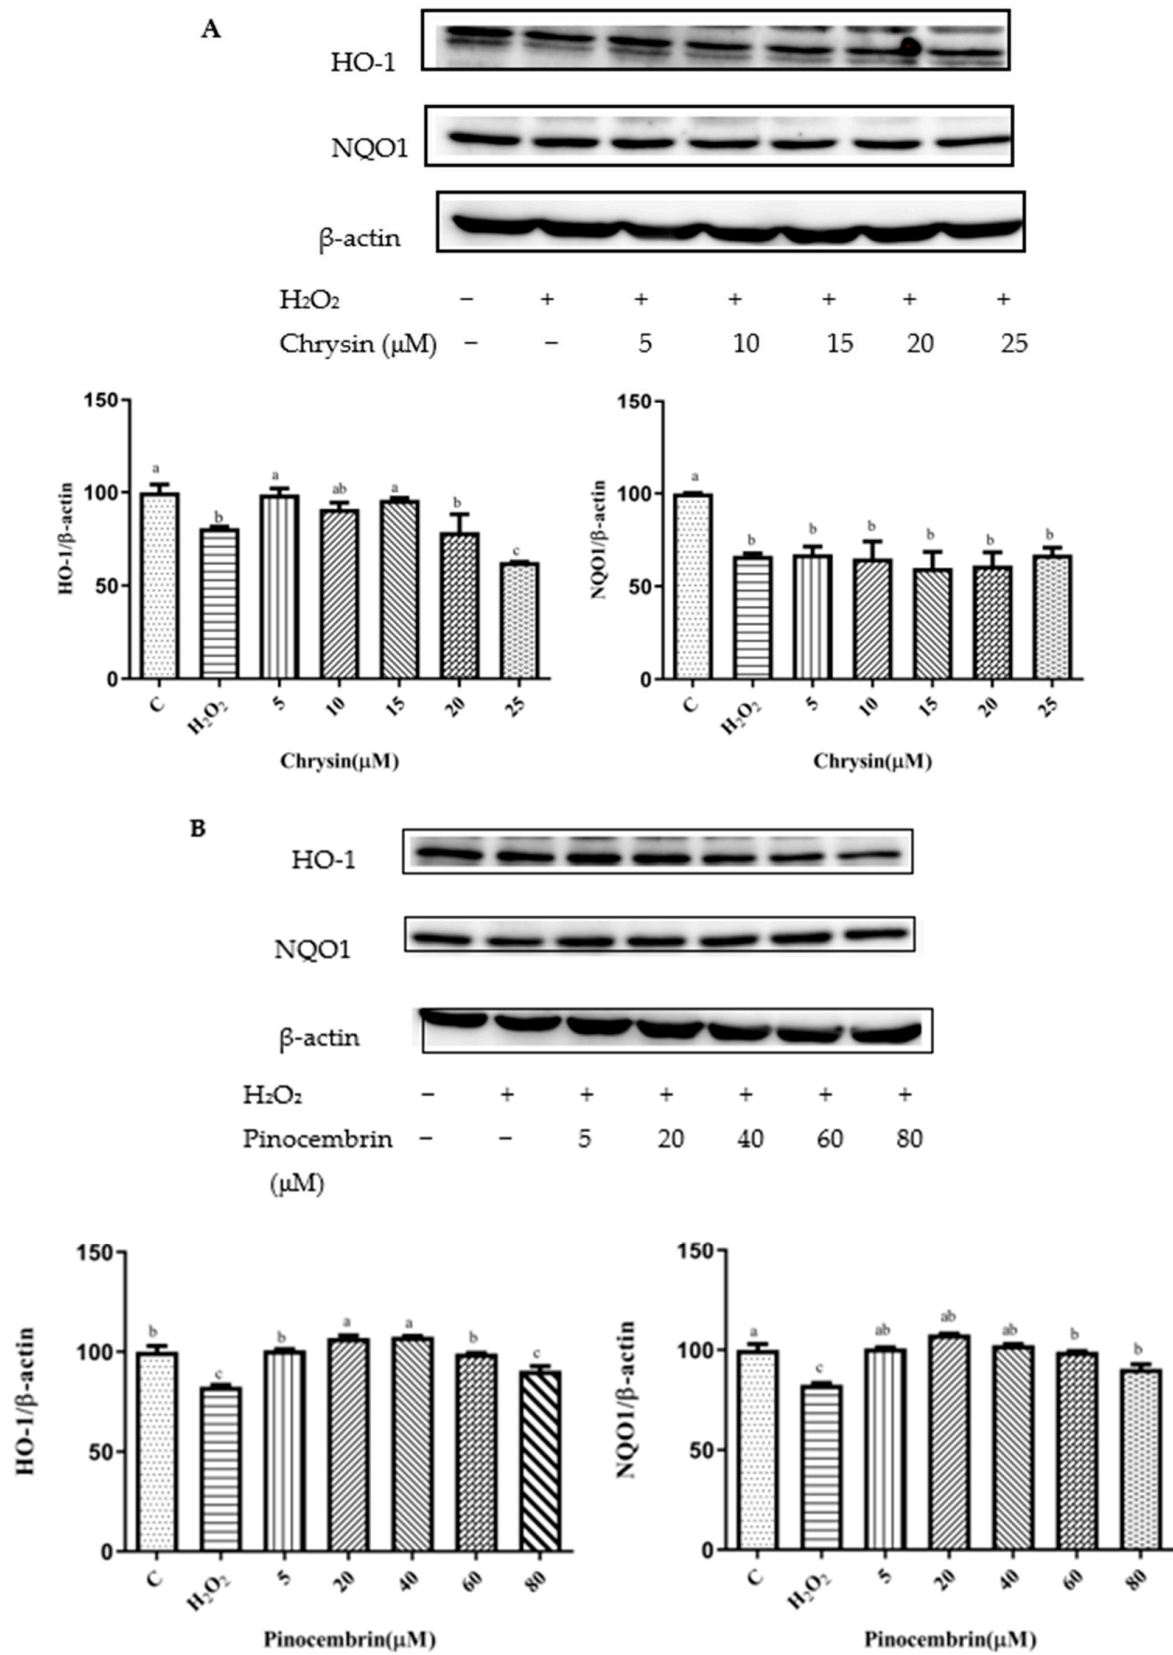 A
HO-1
NQO1
β-actin
H₂O₂ − + + + + + +
Chrysin (μM) − − 5 10 15 20 25
150
100
50
0
HO-1/β-actin
a
b
a
ab
a
b
c
C H₂O₂ 5 10 15 20 25
Chrysin(μM)
150
100
50
0
NQO1/β-actin
a
b
b
b
b
b
b
C H₂O₂ 5 10 15 20 25
Chrysin(μM)
B
HO-1
NQO1
β-actin
H₂O₂ − + + + + + +
Pinocembrin − − 5 20 40 60 80
(μM)
150
100
50
0
HO-1/β-actin
b
c
b
a
a
b
c
C H₂O₂ 5 20 40 60 80
Pinocembrin(μM)
150
100
50
0
NQO1/β-actin
a
c
ab
ab
ab
b
b
C H₂O₂ 5 20 40 60 80
Pinocembrin(μM)